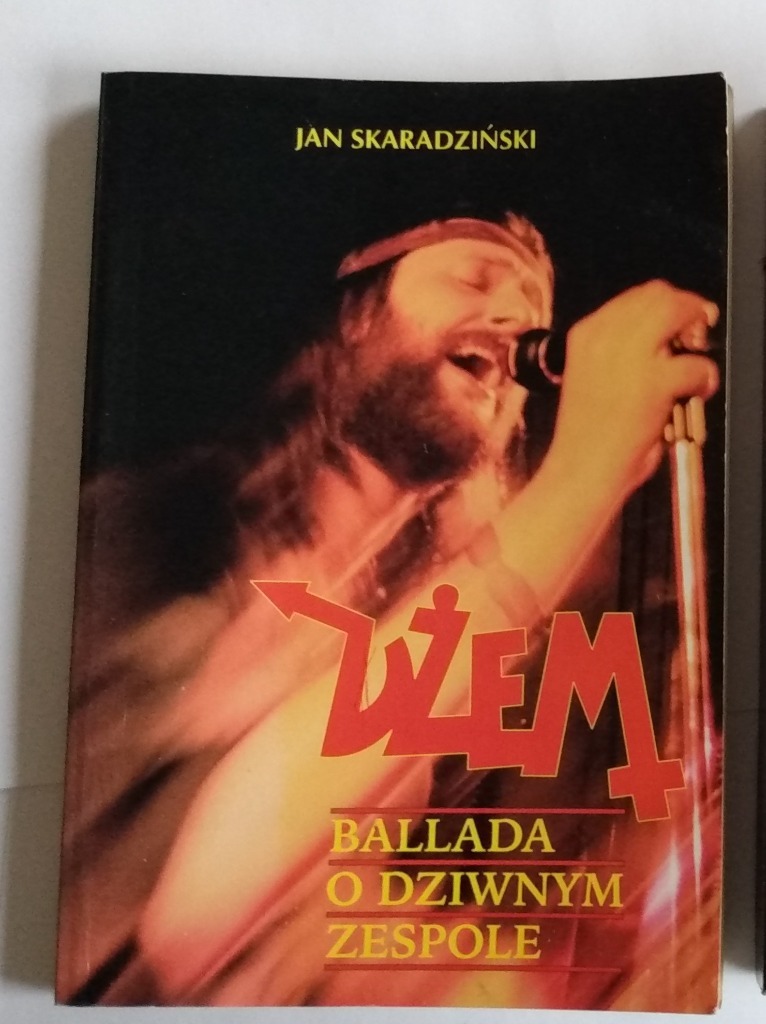 JAN SKARADZIŃSKI
DŻEM
BALLADA
O DZIWNYM
ZESPOLE